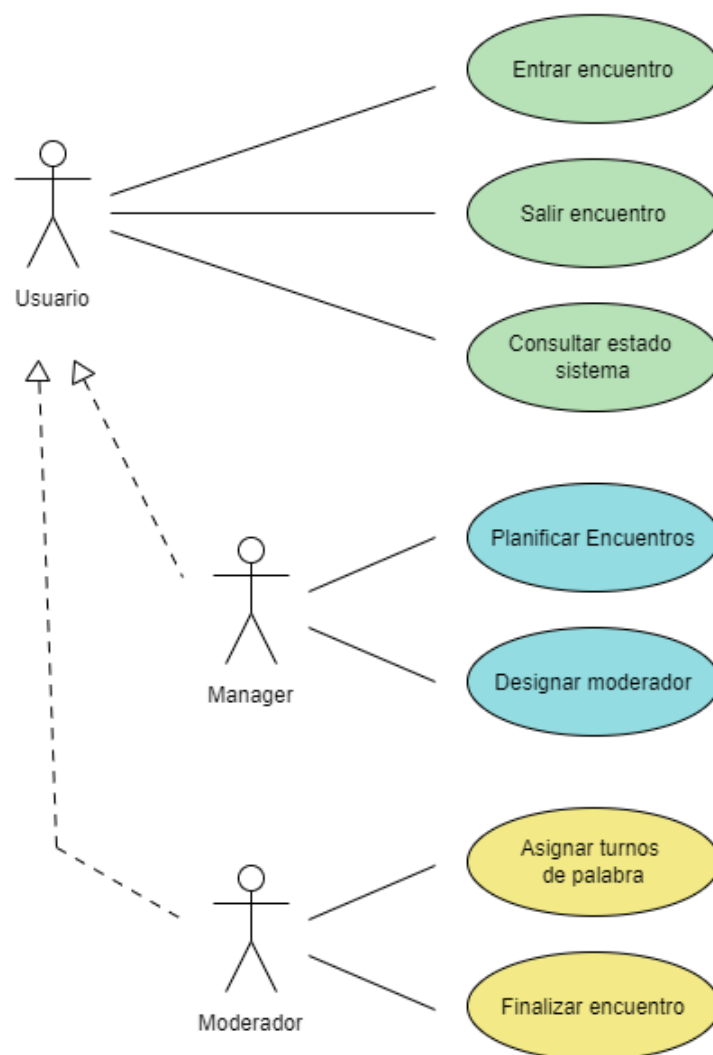 Entrar encuentro
Salir encuentro
Usuario
Consultar estado
sistema
Planificar Encuentros
Manager
Designar moderador
Asignar turnos
de palabra
Moderador
Finalizar encuentro